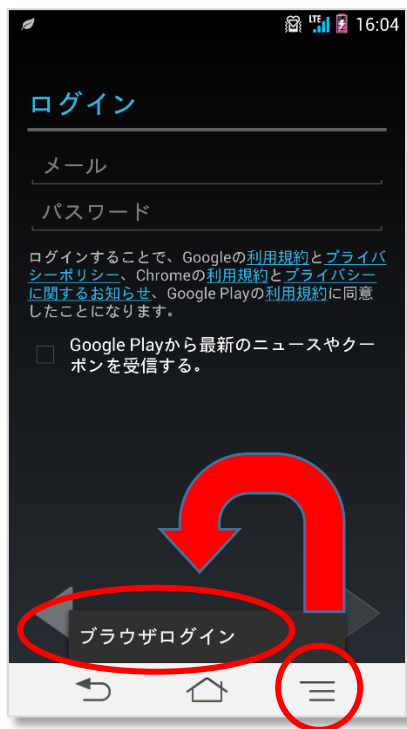 LTE 16:04
ログイン
メール
パスワード
ログインすることで、Googleの利用規約とプライバ
シーポリシー、Chromeの利用規約とプライバシー
に関するお知らせ、Google Playの利用規約に同意
したことになります。
Google Playから最新のニュースやクー
ポンを受信する。
ブラウザログイン